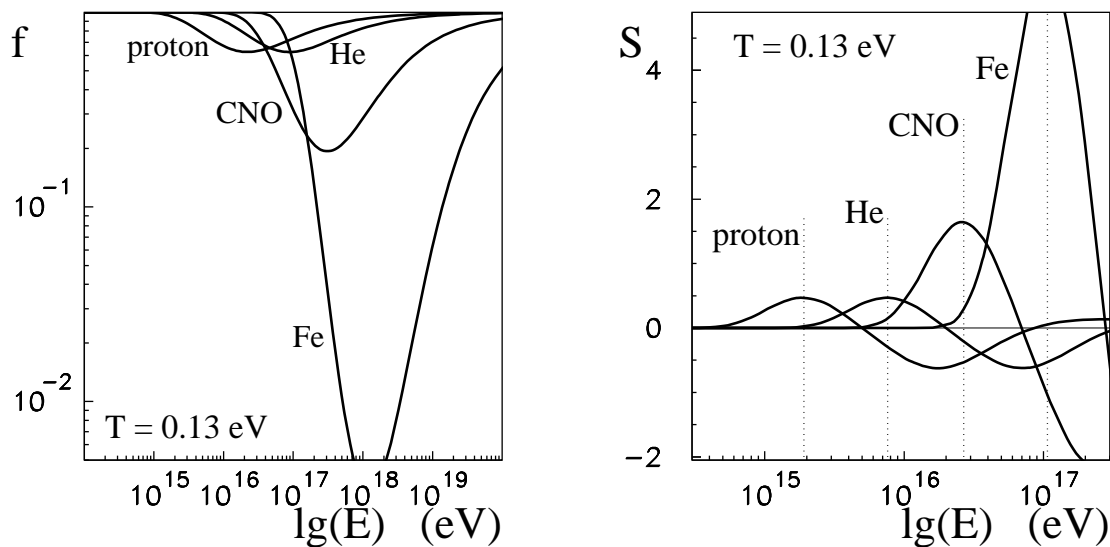 f
proton
He
CNO
Fe
T = 0.13 eV
10^-1
10^-2
10^15 10^16 10^17 10^18 10^19
lg(E) (eV)
S
T = 0.13 eV
Fe
CNO
He
proton
4
2
0
-2
10^15 10^16 10^17
lg(E) (eV)